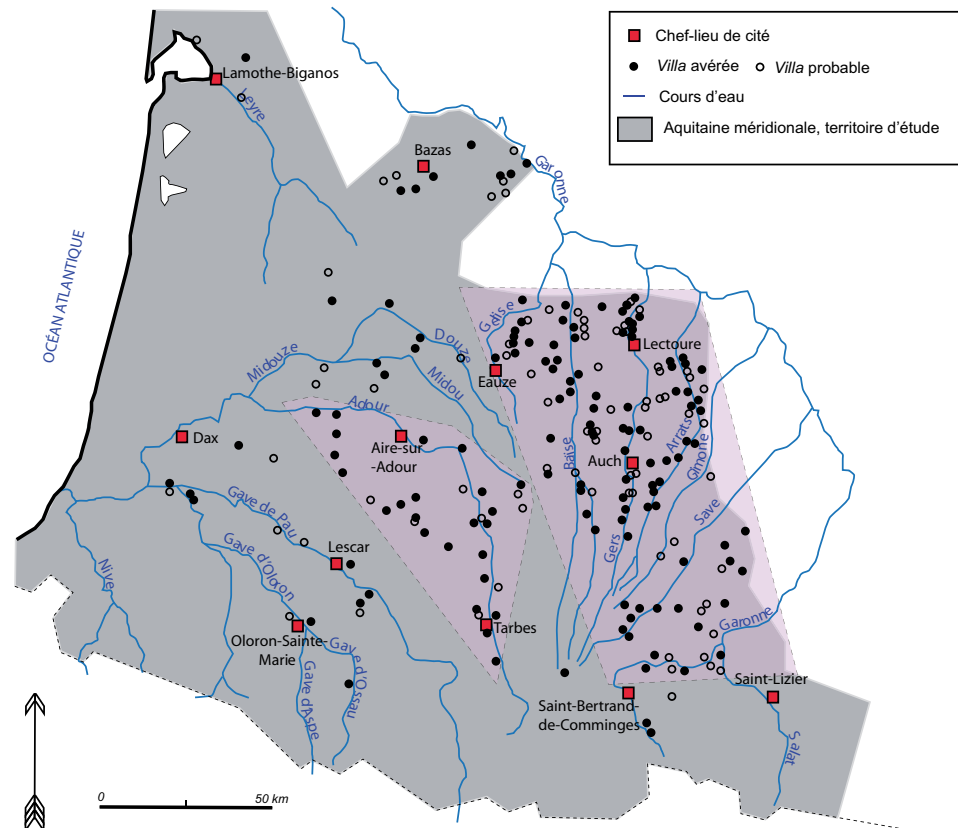 Chef-lieu de cité
Villa avérée
Villa probable
Cours d'eau
Aquitaine méridionale, territoire d'étude
Lamothe-Biganos
Leyre
Bazas
Garonne
OCÉAN ATLANTIQUE
Gélise
Douze
Lectoure
Midouze
Midou
Eauze
Adour
Arrats
Dax
Aire-sur
-Adour
Baïse
Auch
Gimone
Gave de Pau
Save
Gers
Lescar
Gave d'Oloron
Nive
Garonne
Tarbes
Oloron-Sainte-
Marie
Gave d'Ossau
Gave d'Aspe
Saint-Lizier
Saint-Bertrand-
de-Comminges
Salat
0
50 km